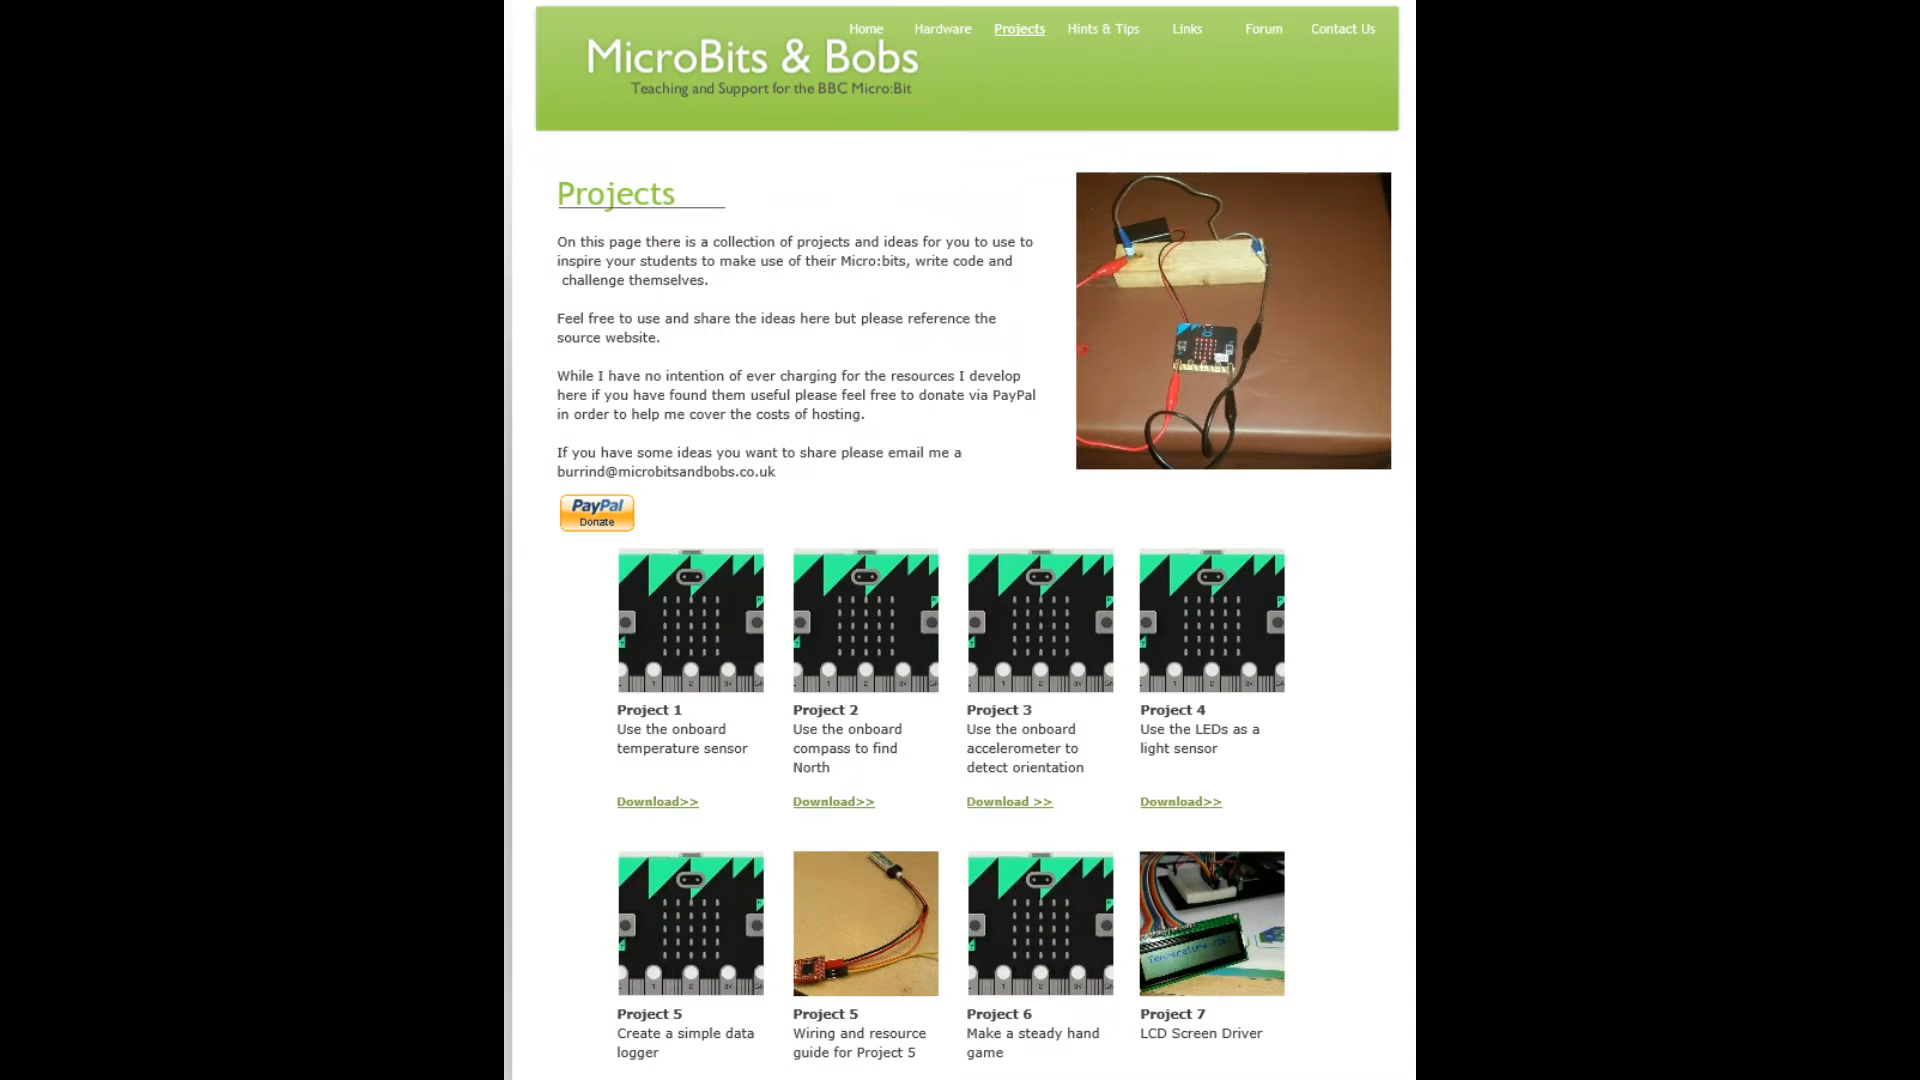 Home Hardware Projects Hints & Tips Links Forum Contact Us
MicroBits & Bobs
Teaching and Support for the BBC Micro:Bit
Projects
On this page there is a collection of projects and ideas for you to use to
inspire your students to make use of their Micro:bits, write code and
challenge themselves.
Feel free to use and share the ideas here but please reference the
source website.
While I have no intention of ever charging for the resources I develop
here if you have found them useful please feel free to donate via PayPal
in order to help me cover the costs of hosting.
If you have some ideas you want to share please email me a
burrind@microbitsandbobs.co.uk
PayPal
Donate
Project 1
Use the onboard
temperature sensor
Download>>
Project 2
Use the onboard
compass to find
North
Download>>
Project 3
Use the onboard
accelerometer to
detect orientation
Download >>
Project 4
Use the LEDs as a
light sensor
Download>>
Project 5
Create a simple data
logger
Project 5
Wiring and resource
guide for Project 5
Project 6
Make a steady hand
game
Temperature
Project 7
LCD Screen Driver